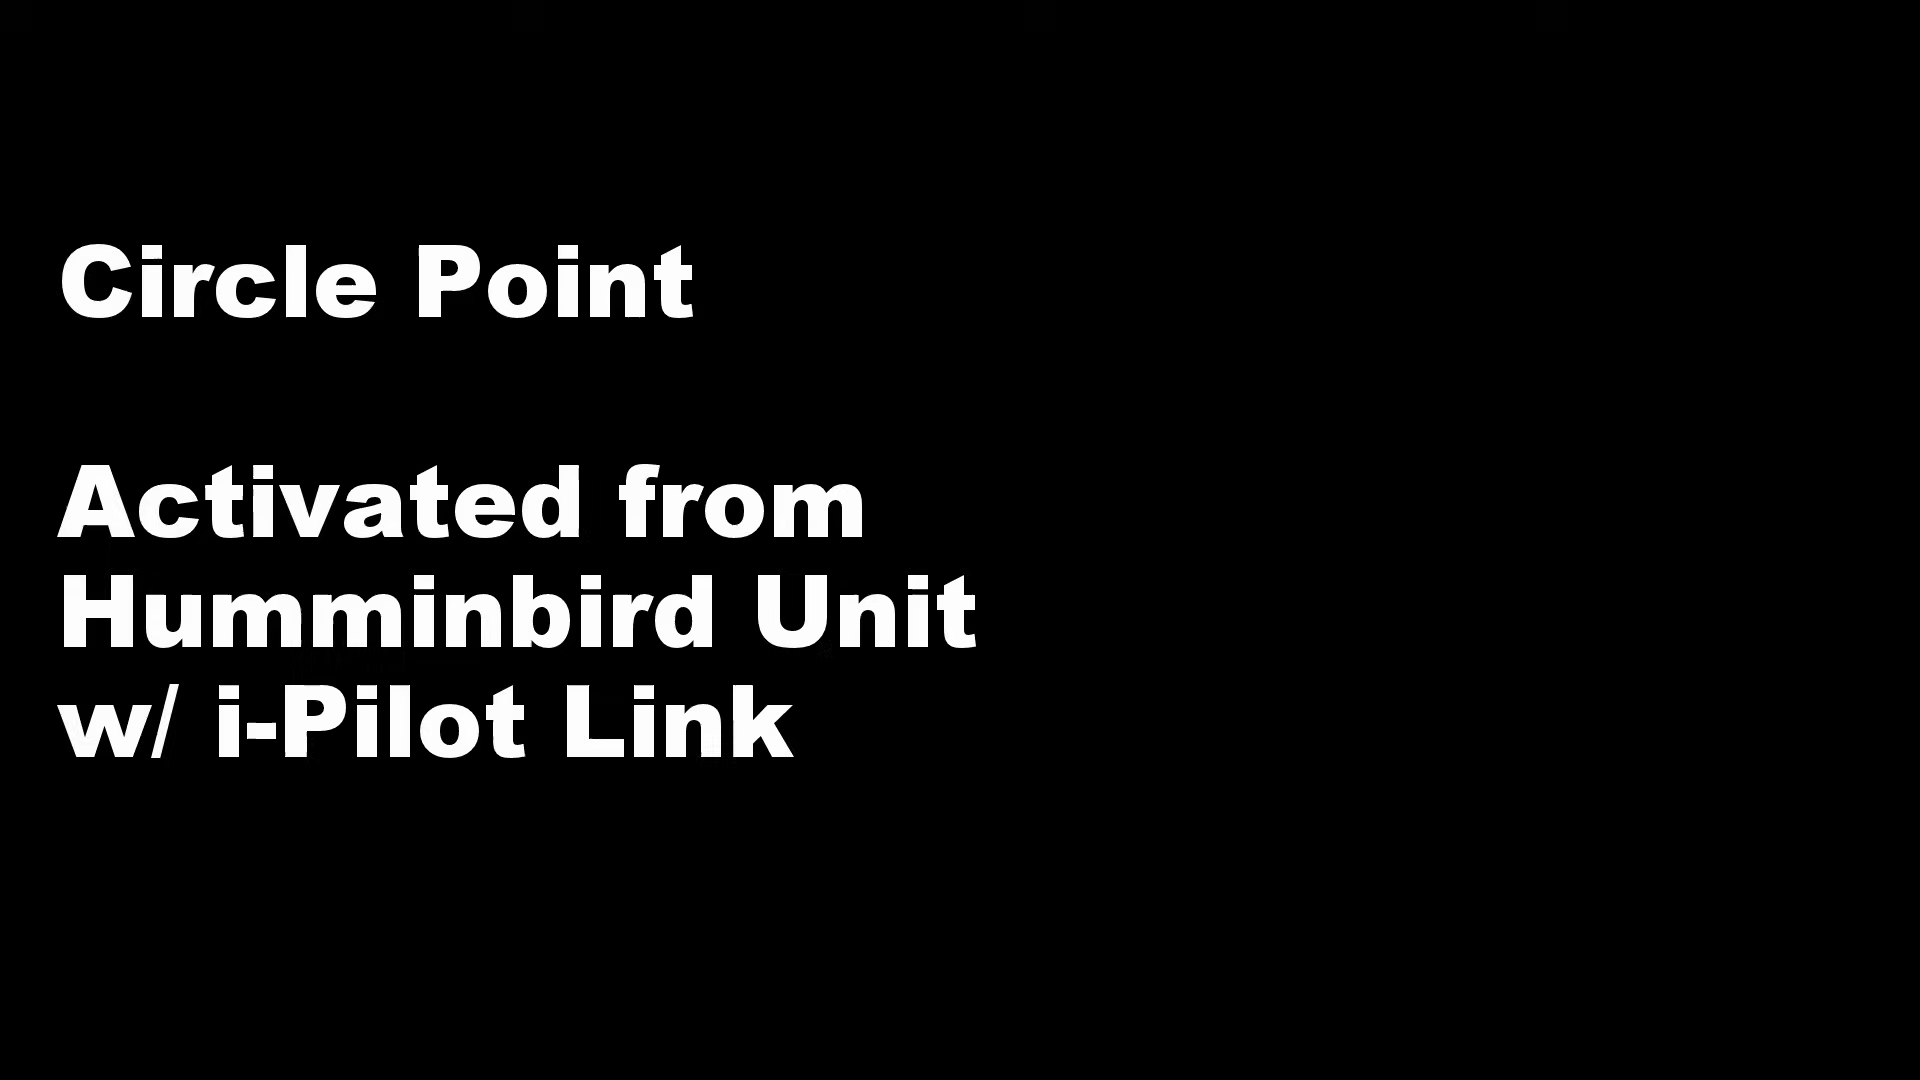 Circle Point
Activated from
Humminbird Unit
w/ i-Pilot Link